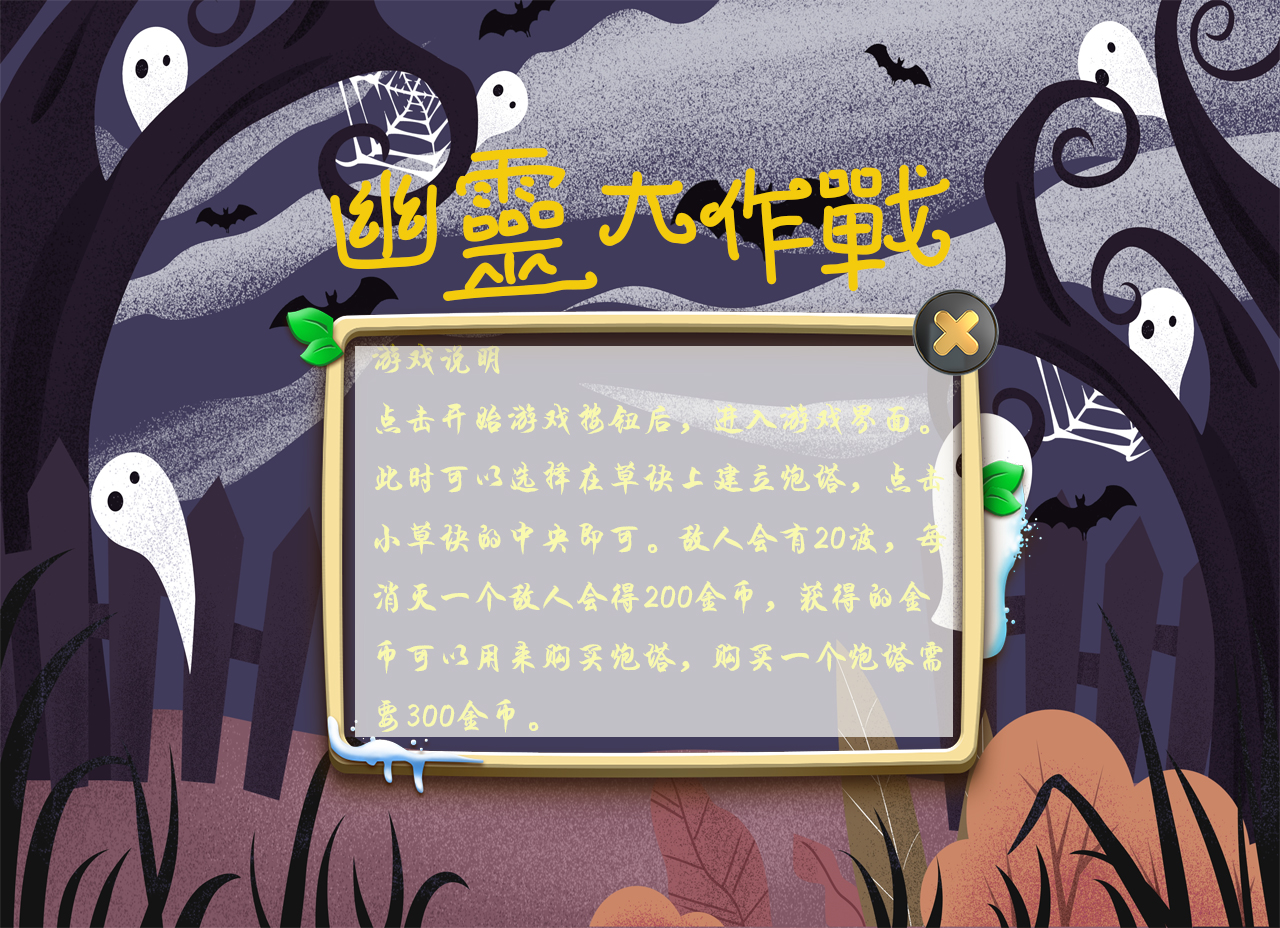 幽靈大作戰
游戏说明
点击开始游戏按钮后，进入游戏界面。
此时可以选择在草诀上建立炮塔，点击
小草诀的中央即可。敌人会有20波，每
消灭一个敌人会得200金币，获得的金
币可以用来购买炮塔，购买一个炮塔需
要300金币。